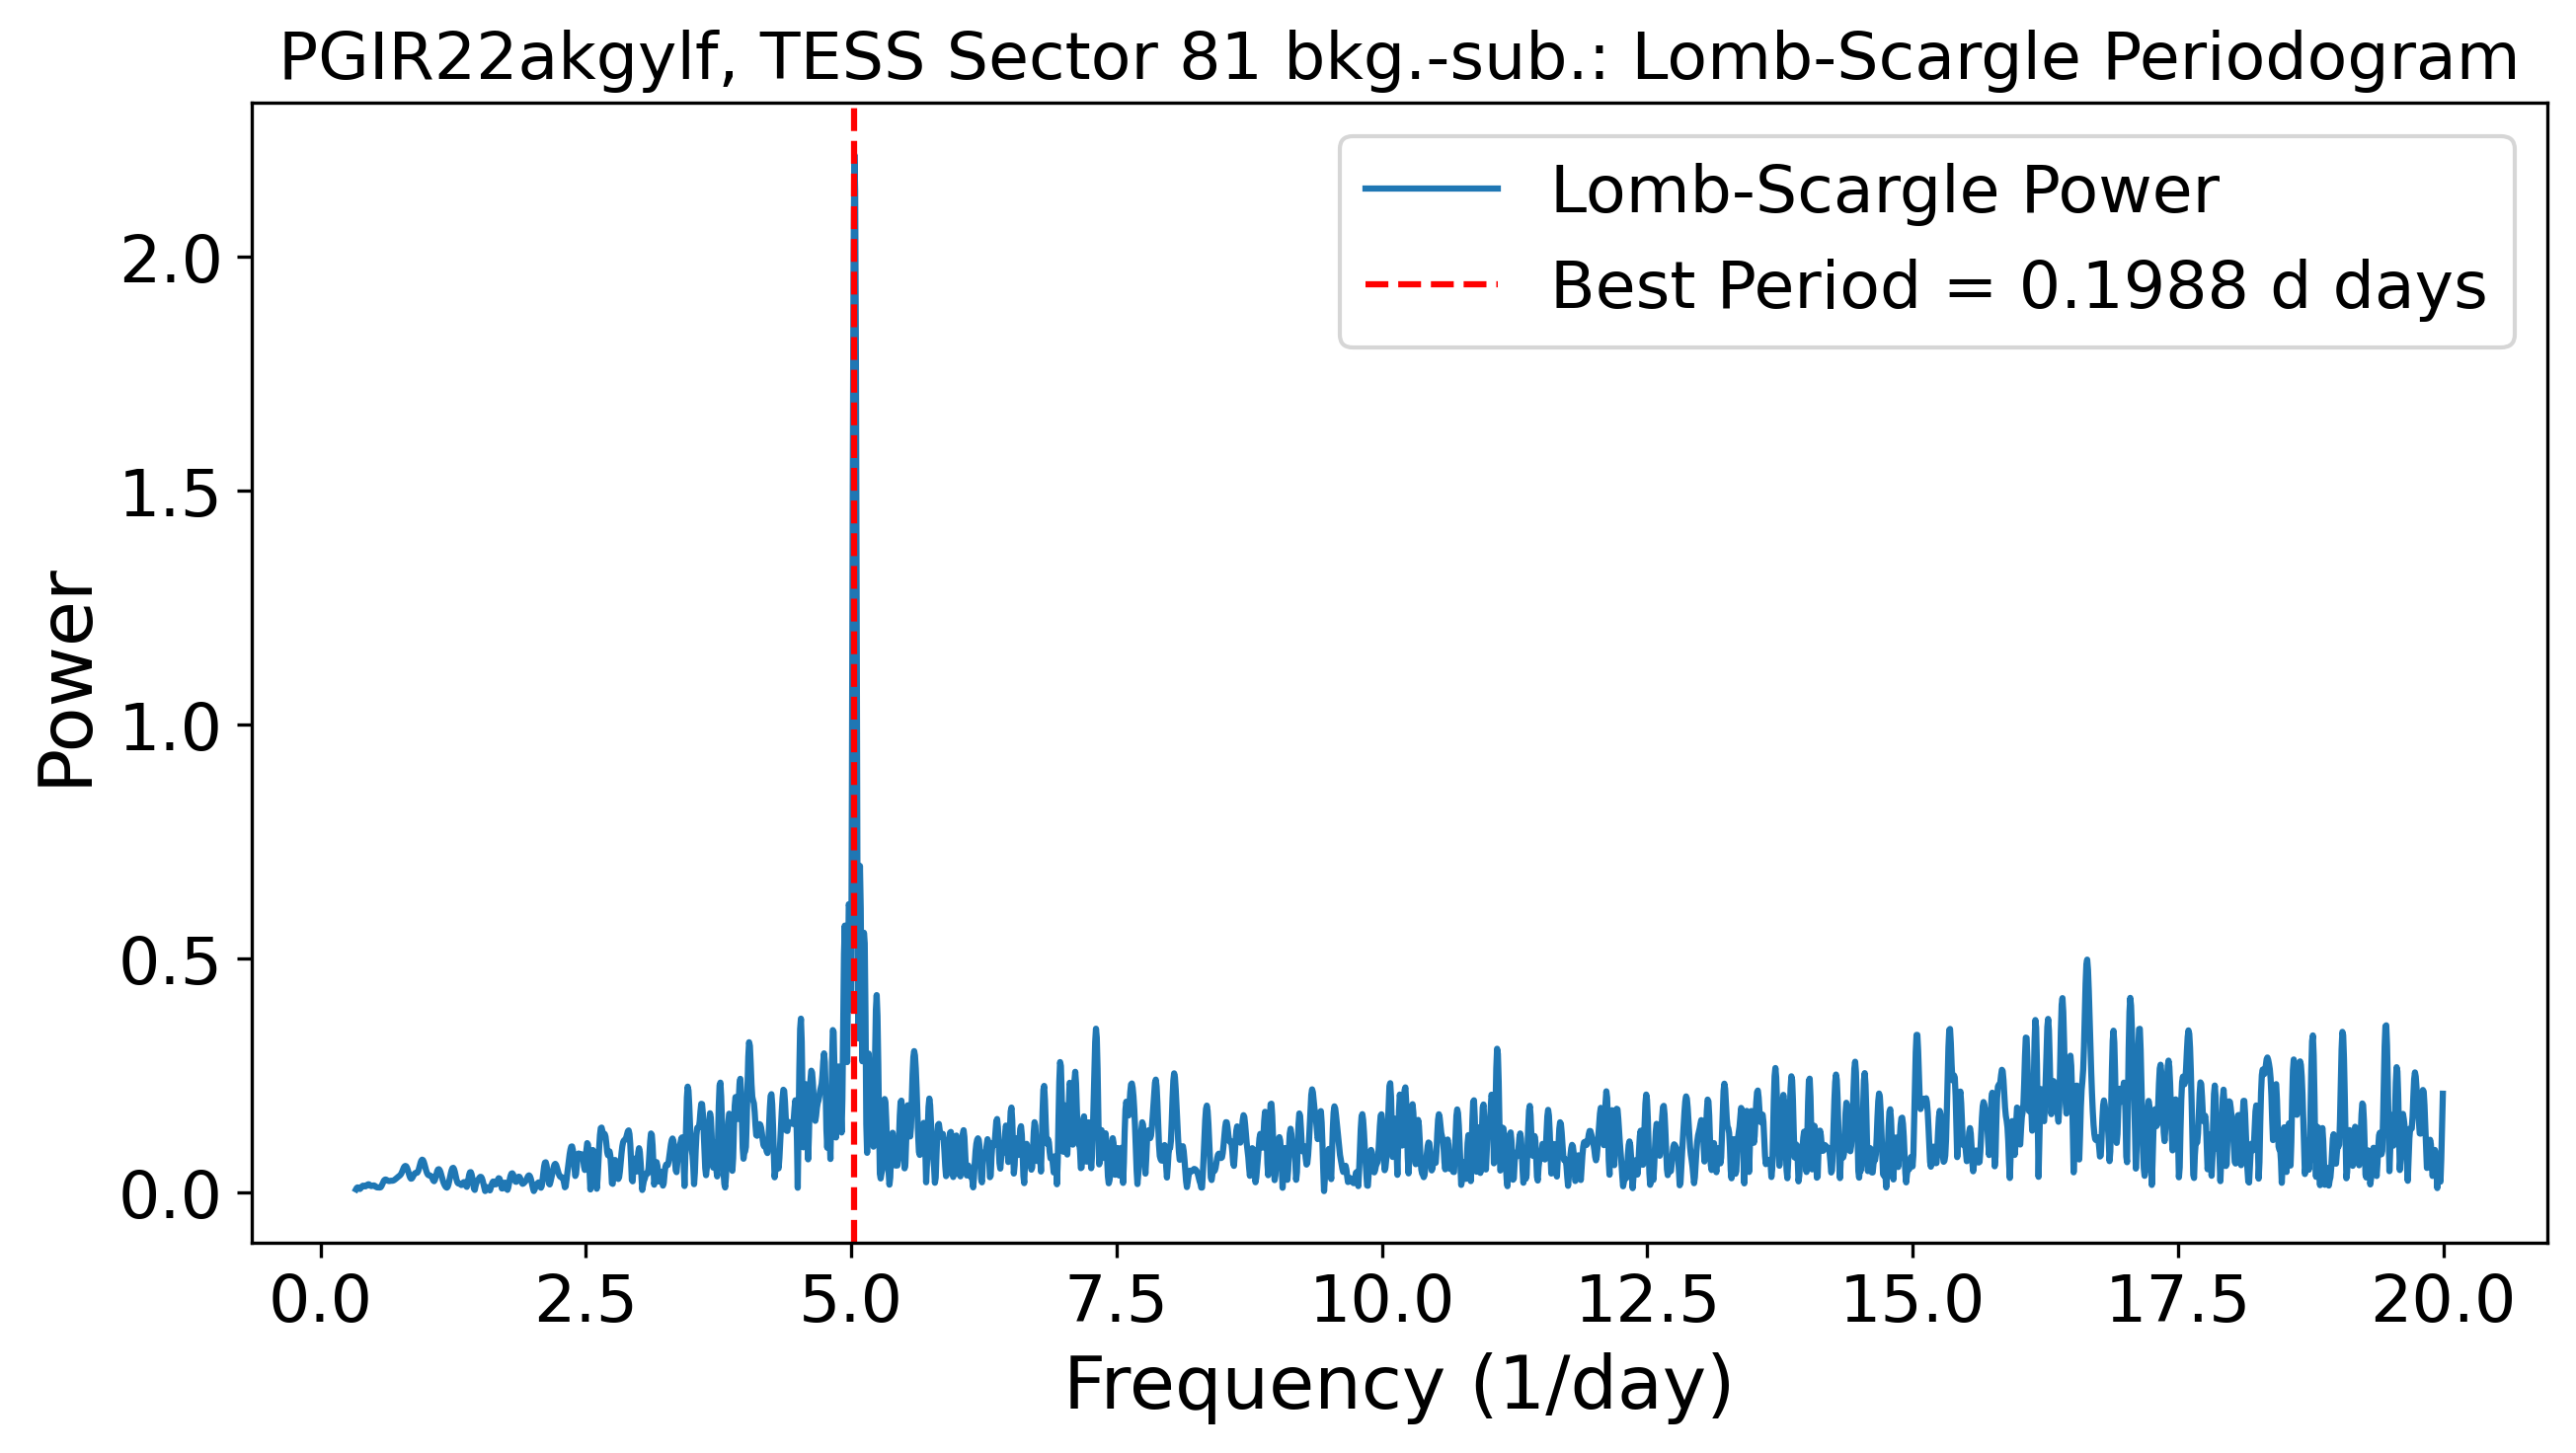 PGIR22akgylf, TESS Sector 81 bkg.-sub.: Lomb-Scargle Periodogram
Lomb-Scargle Power
Best Period = 0.1988 d days
Power
2.0
1.5
1.0
0.5
0.0
0.0 2.5 5.0 7.5 10.0 12.5 15.0 17.5 20.0
Frequency (1/day)